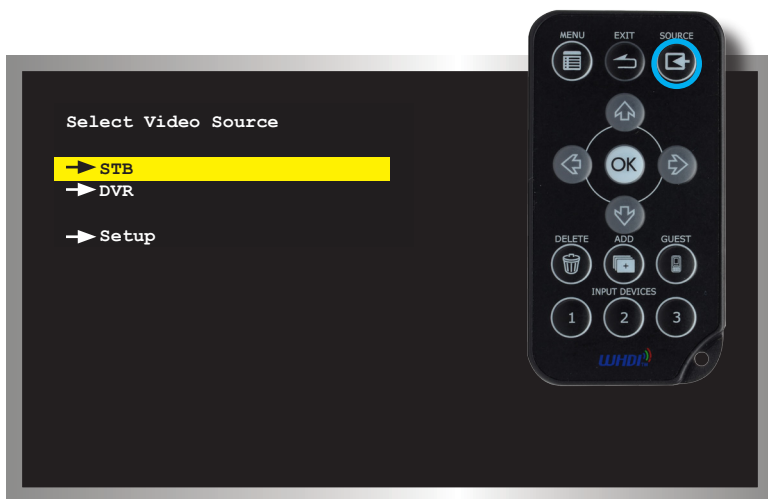 Select Video Source
STB
DVR
Setup
MENU EXIT SOURCE
OK
DELETE ADD GUEST
INPUT DEVICES
1 2 3
WHDI